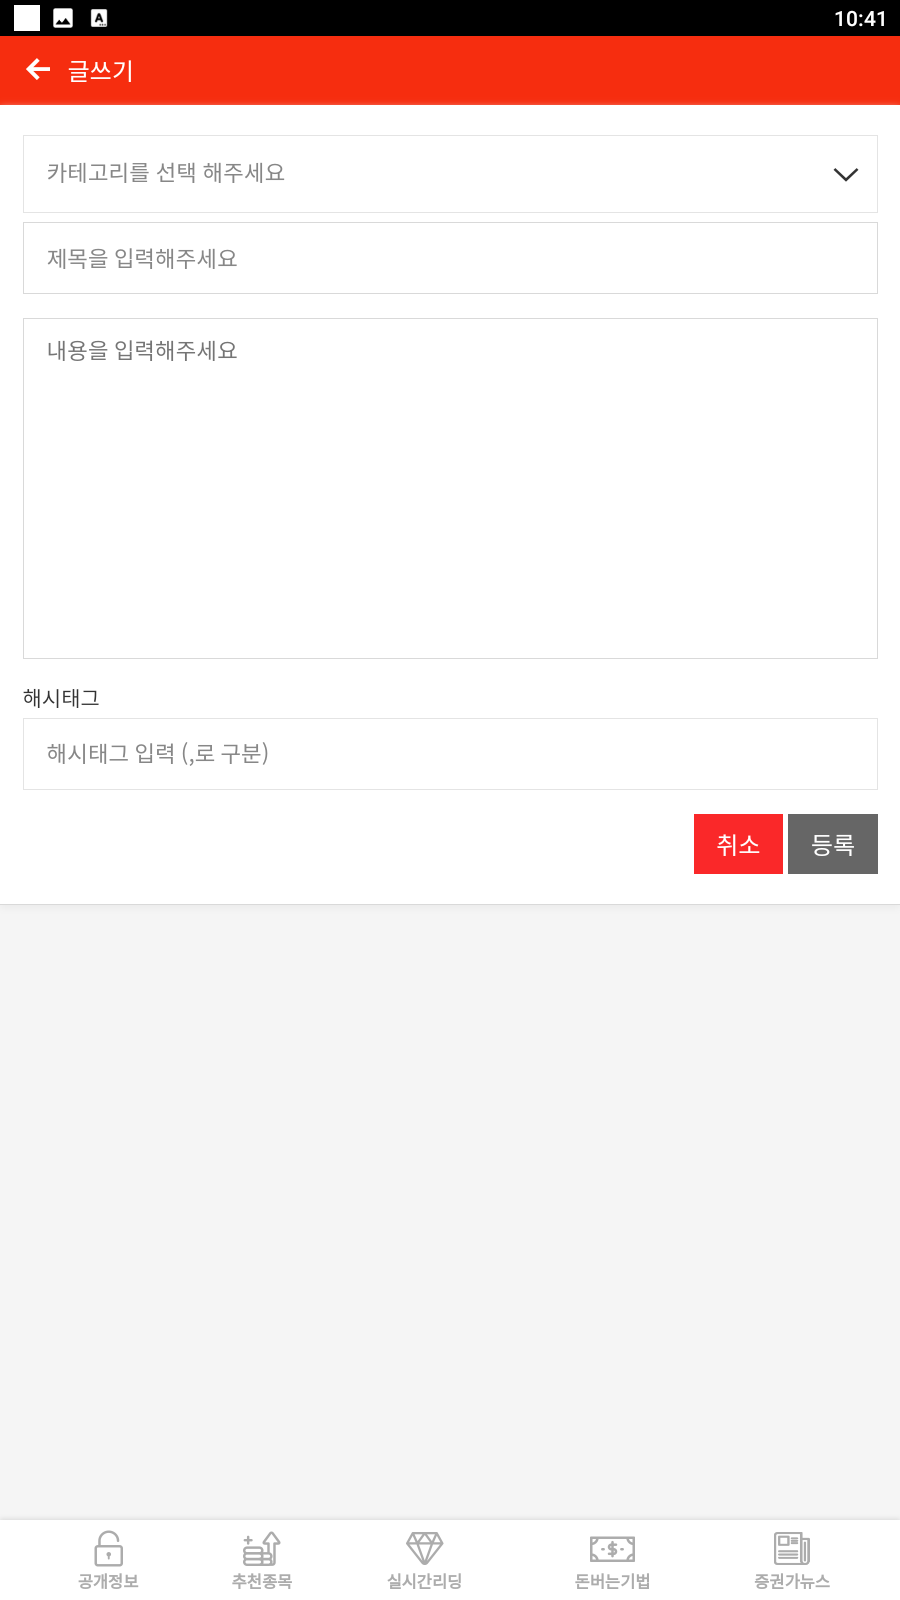 10:41
글쓰기
카테고리를 선택 해주세요
제목을 입력해주세요
내용을 입력해주세요
해시태그
해시태그 입력 (,로 구분)
취소 등록
공개정보 추천종목 실시간리딩 돈버는기법 증권가뉴스